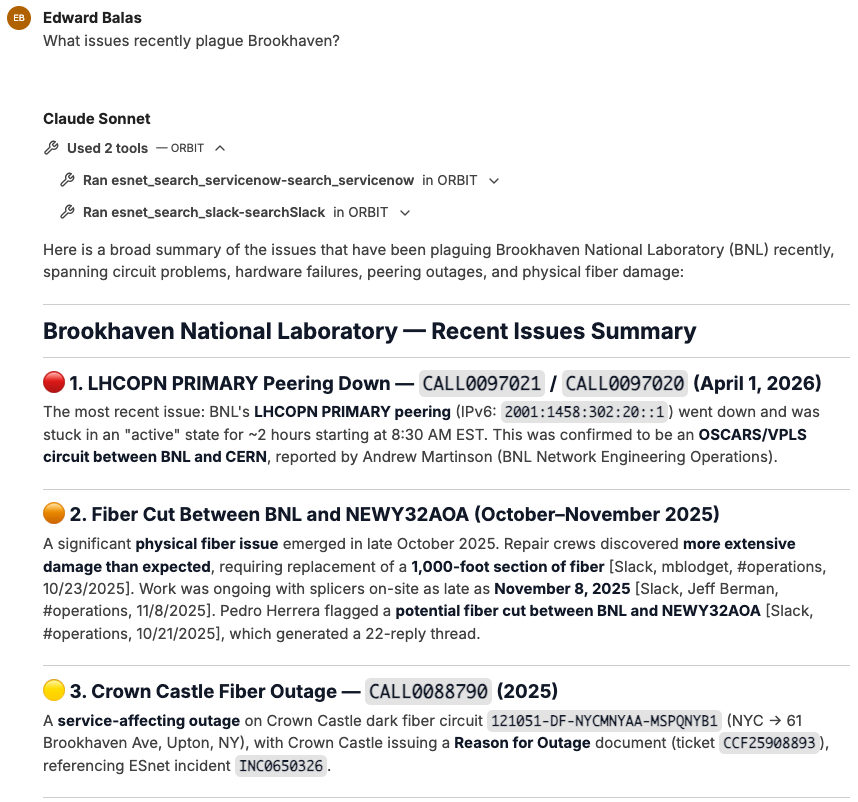 EB
Edward Balas
What issues recently plague Brookhaven?
Claude Sonnet
Used 2 tools — ORBIT
Ran esnet_search_servicenow-search_servicenow in ORBIT
Ran esnet_search_slack-searchSlack in ORBIT
Here is a broad summary of the issues that have been plaguing Brookhaven National Laboratory (BNL) recently,
spanning circuit problems, hardware failures, peering outages, and physical fiber damage:
Brookhaven National Laboratory — Recent Issues Summary
1. LHCOPN PRIMARY Peering Down — CALL0097021 / CALL0097020 (April 1, 2026)
The most recent issue: BNL's LHCOPN PRIMARY peering (IPv6: 2001:1458:302:20::1) went down and was
stuck in an "active" state for ~2 hours starting at 8:30 AM EST. This was confirmed to be an OSCARS/VPLS
circuit between BNL and CERN, reported by Andrew Martinson (BNL Network Engineering Operations).
2. Fiber Cut Between BNL and NEWY32AOA (October–November 2025)
A significant physical fiber issue emerged in late October 2025. Repair crews discovered more extensive
damage than expected, requiring replacement of a 1,000-foot section of fiber [Slack, mblodget, #operations,
10/23/2025]. Work was ongoing with splicers on-site as late as November 8, 2025 [Slack, Jeff Berman,
#operations, 11/8/2025]. Pedro Herrera flagged a potential fiber cut between BNL and NEWY32AOA [Slack,
#operations, 10/21/2025], which generated a 22-reply thread.
3. Crown Castle Fiber Outage — CALL0088790 (2025)
A service-affecting outage on Crown Castle dark fiber circuit 121051-DF-NYCMNYAA-MSPQNYB1 (NYC → 61
Brookhaven Ave, Upton, NY), with Crown Castle issuing a Reason for Outage document (ticket CCF25908893),
referencing ESnet incident INC0650326.